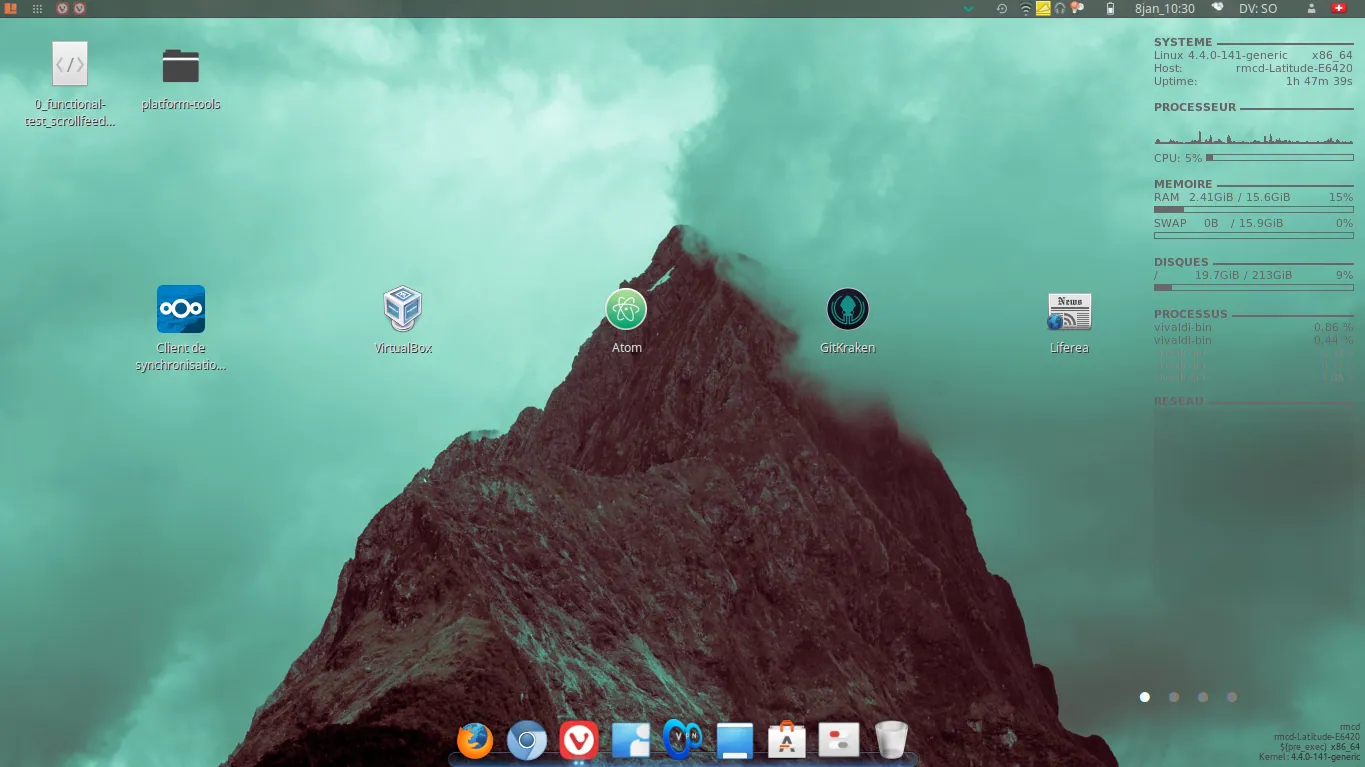 8jan_10:30 DV: SO
0_functional-
test_scrollfeed...
platform-tools
Client de
synchronisatio...
VirtualBox
Atom
GitKraken
News
Liferea
SYSTEME
Linux 4.4.0-141-generic x86_64
Host: rmcd-Latitude-E6420
Uptime: 1h 47m 39s
PROCESSEUR
CPU: 5%
MEMOIRE
RAM 2.41GiB / 15.6GiB 15%
SWAP 0B / 15.9GiB 0%
DISQUES
/ 19.7GiB / 213GiB 9%
PROCESSUS
vivaldi-bin 0.86 %
vivaldi-bin 0.44 %
RESEAU
VPN
rmcd
rmcd-Latitude-E6420
${pre_exec} x86_64
Kernel: 4.4.0-141-generic